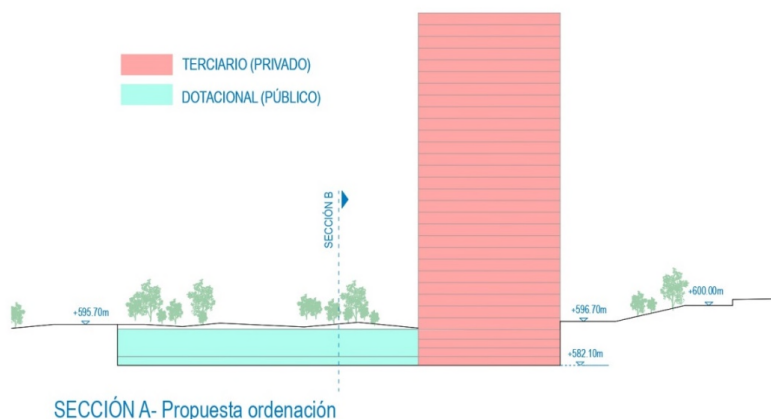 TERCIARIO (PRIVADO)
DOTACIONAL (PÚBLICO)
SECCIÓN B
+595.70m
+596.70m
+600.00m
+582.10m
SECCIÓN A- Propuesta ordenación